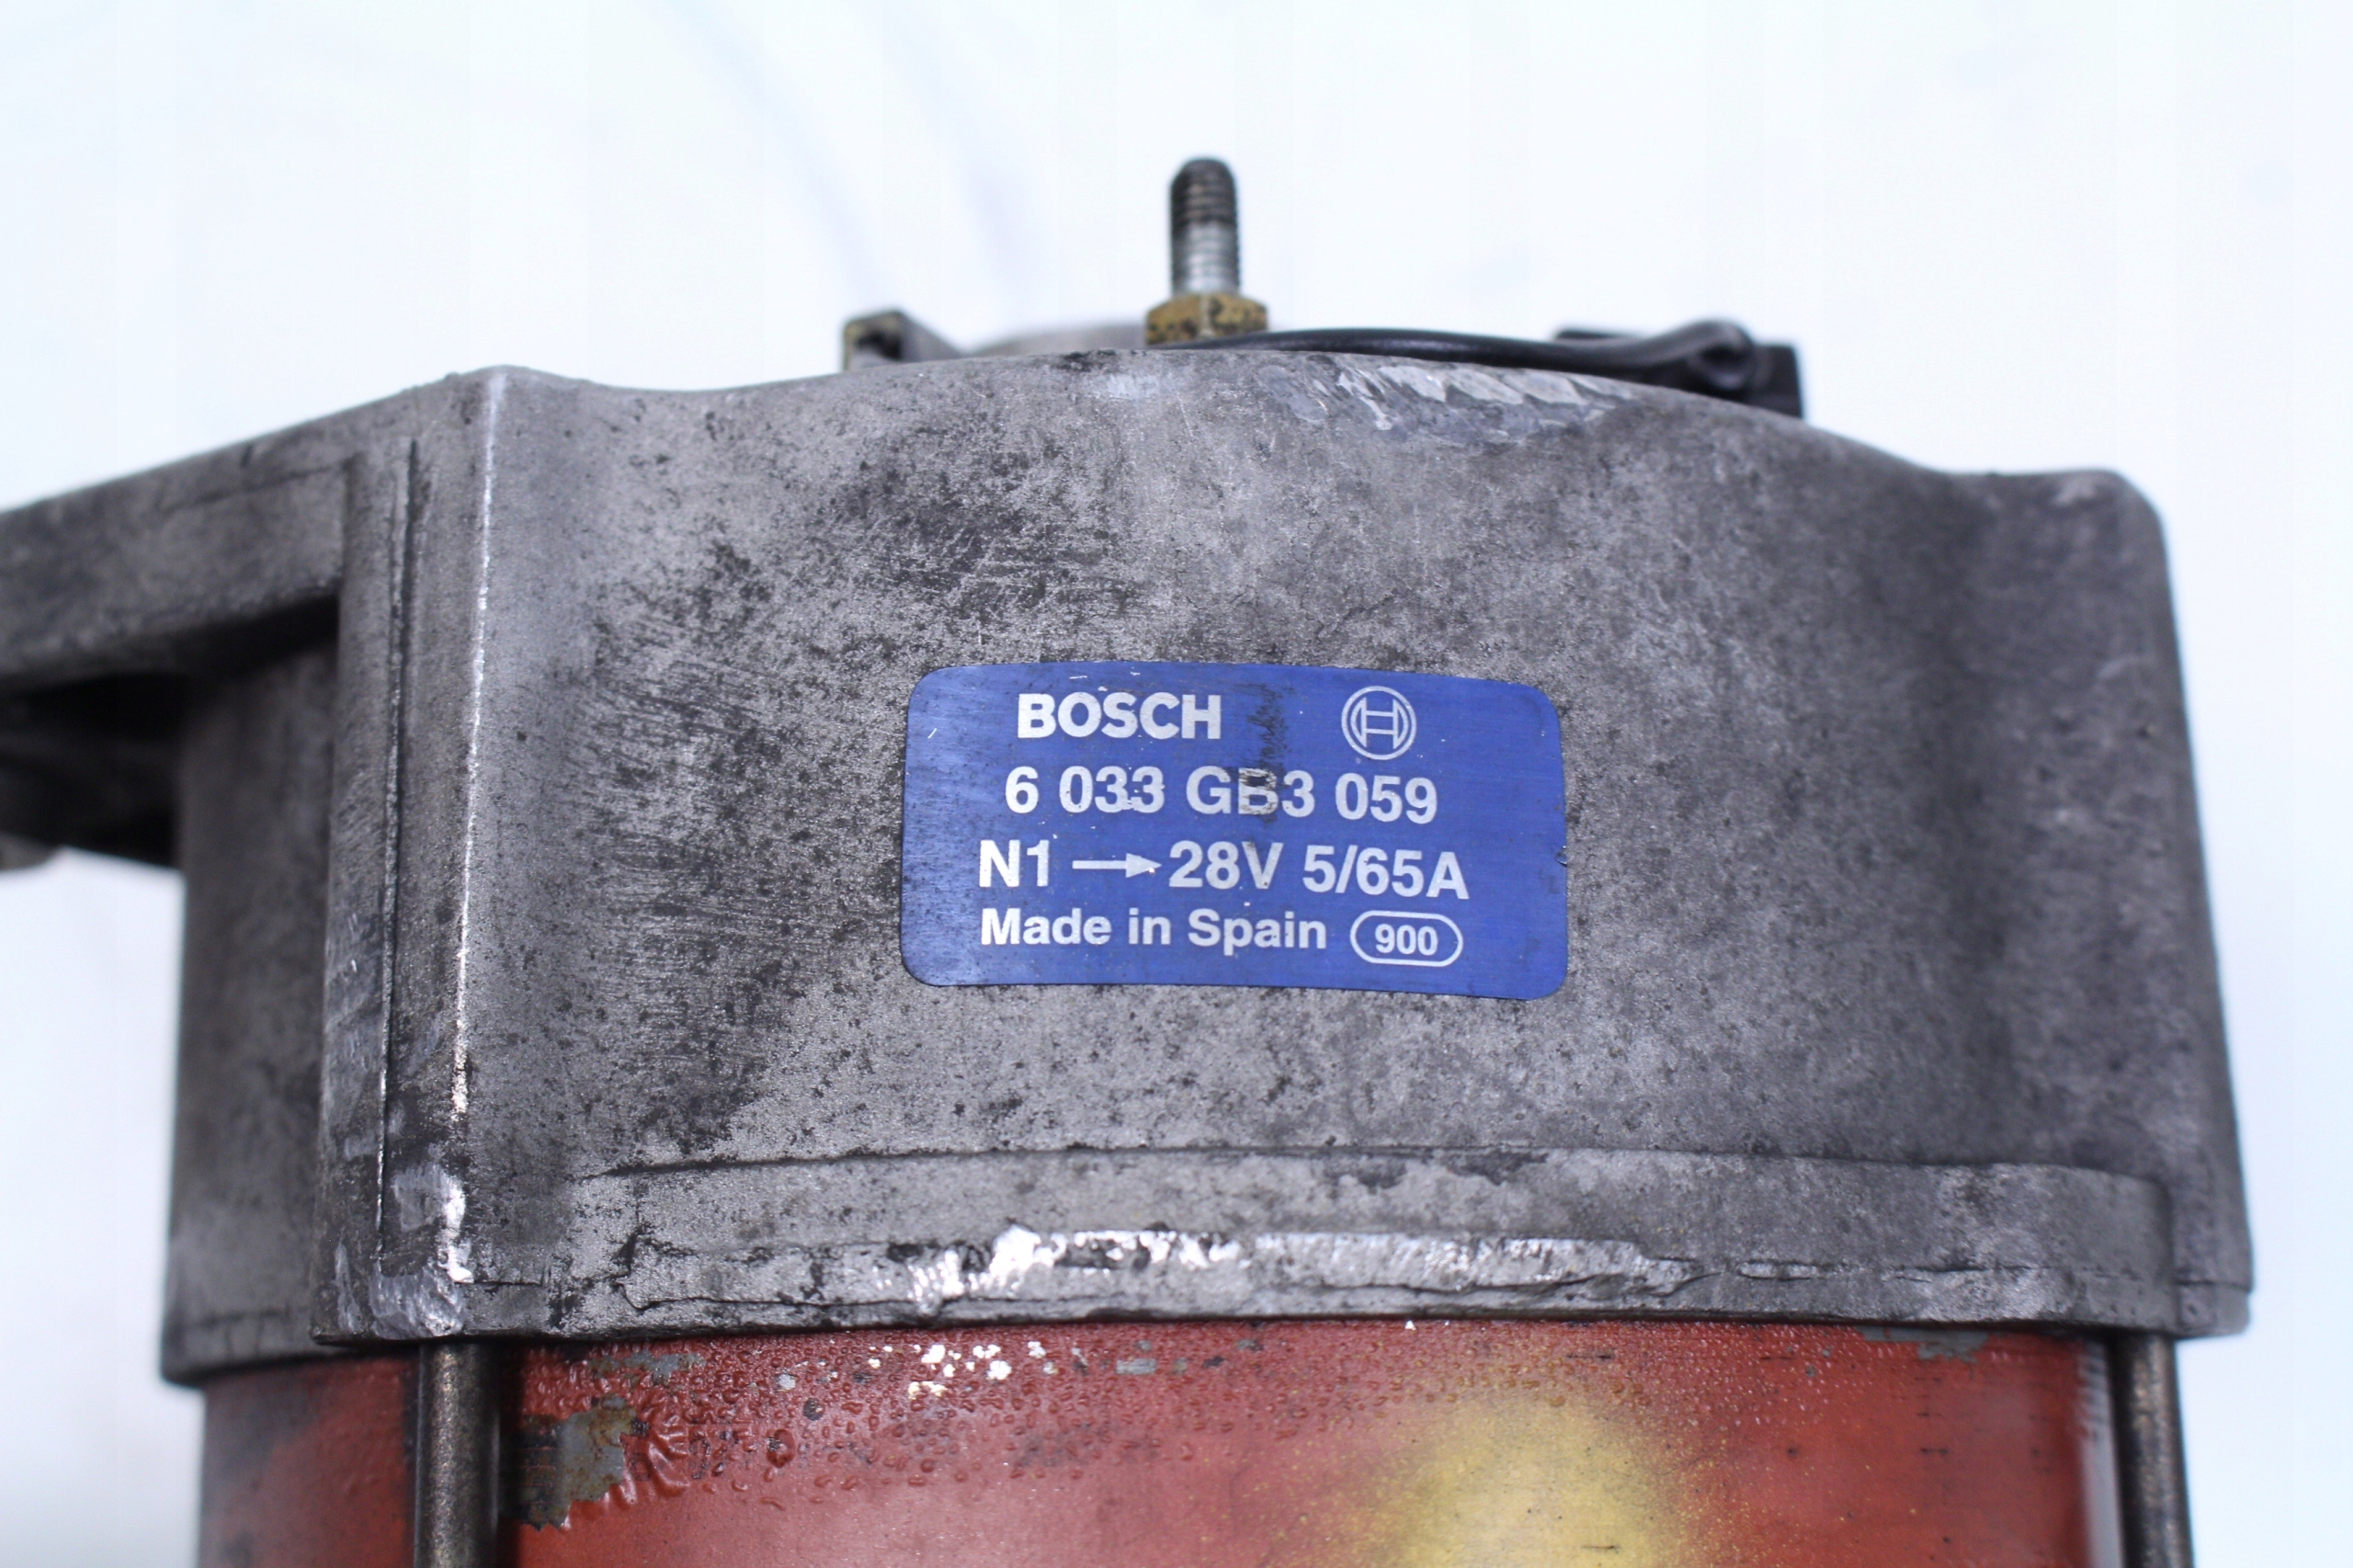 BOSCH
6 033 GB3 059
N1 → 28V 5/65A
Made in Spain 900